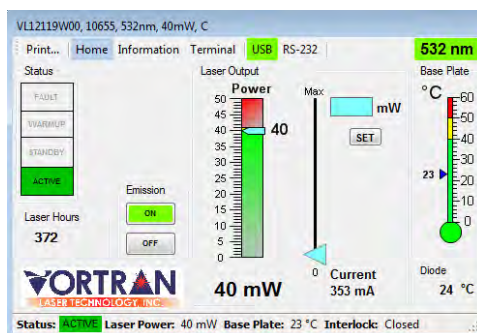 VL12119W00, 10655, 532nm, 40mW, C
Print... Home Information Terminal USB RS-232 532 nm
Status
FAULT
WARMUP
STANDBY
ACTIVE
Laser Hours
372
Emission
ON
OFF
VORTRAN
LASER TECHNOLOGY, INC.
Laser Output
Power
50
45
40
35
30
25
20
15
10
5
0
40
40 mW
Max
0
mW
SET
Current
353 mA
Base Plate
°C
60
50
40
30
20
10
0
23
Diode
24 °C
Status: ACTIVE Laser Power: 40 mW Base Plate: 23 °C Interlock: Closed